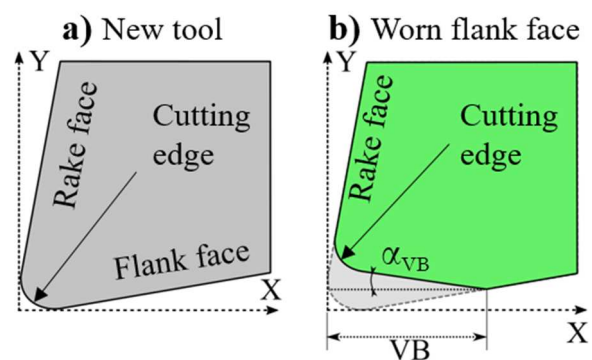 a) New tool
Y
Rake face
Cutting
edge
Flank face
X
b) Worn flank face
Y
Rake face
Cutting
edge
αVB
X
VB